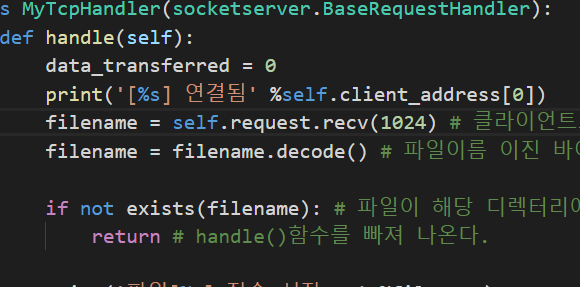 s MyTcpHandler(socketserver.BaseRequestHandler):
def handle(self):
data_transferred = 0
print('[%s] 연결됨' %self.client_address[0])
filename = self.request.recv(1024) # 클라이언트
filename = filename.decode() # 파일이름 이진 바
if not exists(filename): # 파일이 해당 디렉터리에
return # handle()함수를 빠져 나온다.